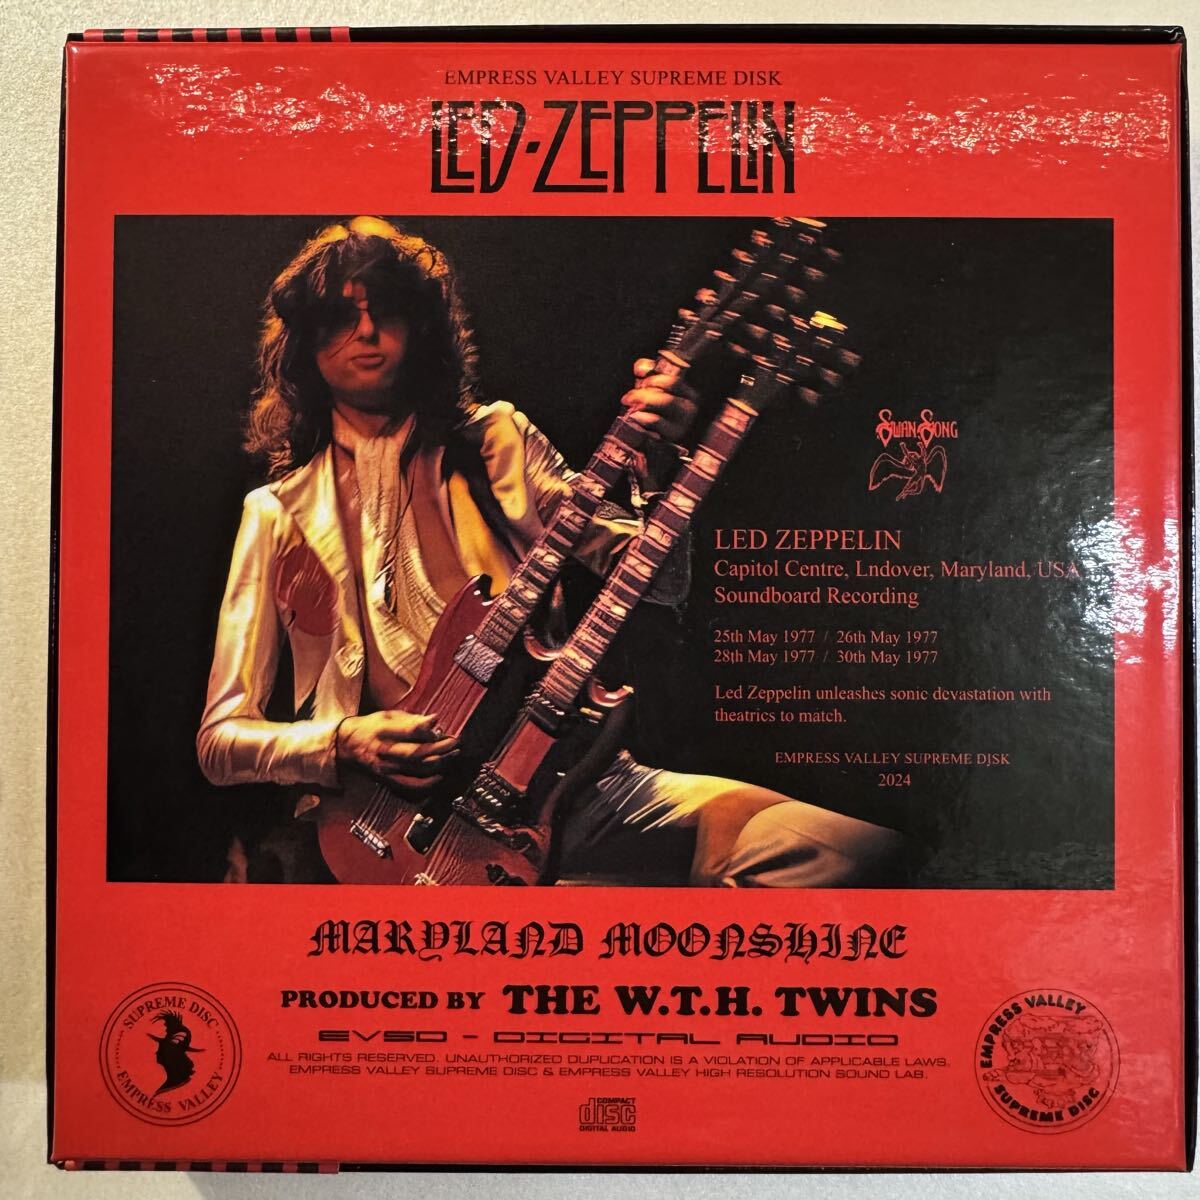 EMPRESS VALLEY SUPREME DISK
LED-ZEPPELIN
SWAN SONG
LED ZEPPELIN
Capitol Centre, Lndover, Maryland, USA
Soundboard Recording
25th May 1977 / 26th May 1977
28th May 1977 / 30th May 1977
Led Zeppelin unleashes sonic devastation with
theatrics to match.
EMPRESS VALLEY SUPREME DISK
2024
MARYLAND MOONSHINE
PRODUCED BY THE W.T.H. TWINS
EVSD - DIGITAL AUDIO
ALL RIGHTS RESERVED. UNAUTHORIZED DUPLICATION IS A VIOLATION OF APPLICABLE LAWS.
EMPRESS VALLEY SUPREME DISC & EMPRESS VALLEY HIGH RESOLUTION SOUND LAB.
SUPREME DISC
EMPRESS VALLEY
COMPACT
disc
DIGITAL AUDIO
EMPRESS VALLEY
SUPREME DISC